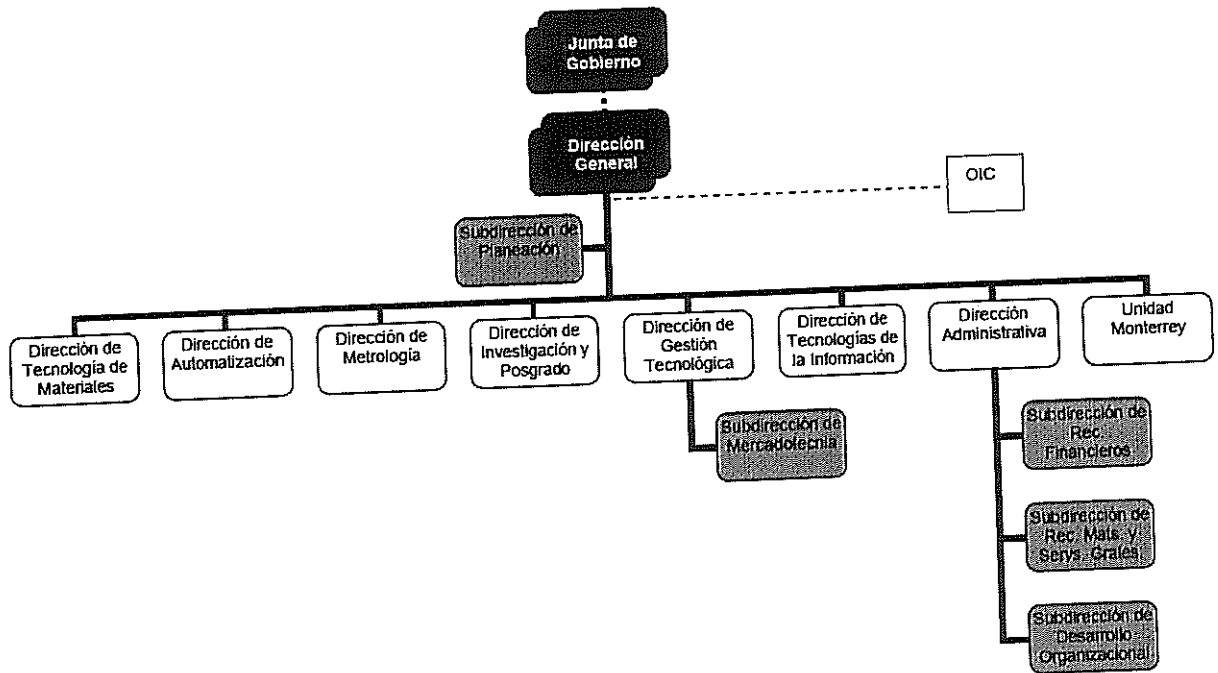 Junta de
Gobierno
Dirección
General
OIC
Subdirección de
Planeación
Dirección de
Tecnología de
Materiales
Dirección de
Automatización
Dirección de
Metrología
Dirección de
Investigación y
Posgrado
Dirección de
Gestión
Tecnológica
Dirección de
Tecnologías de
la Información
Dirección
Administrativa
Unidad
Monterrey
Subdirección de
Mercadotecnia
Subdirección de
Rec.
Financieros
Subdirección de
Rec. Mats. y
Servs. Grales.
Subdirección de
Desarrollo
Organizacional